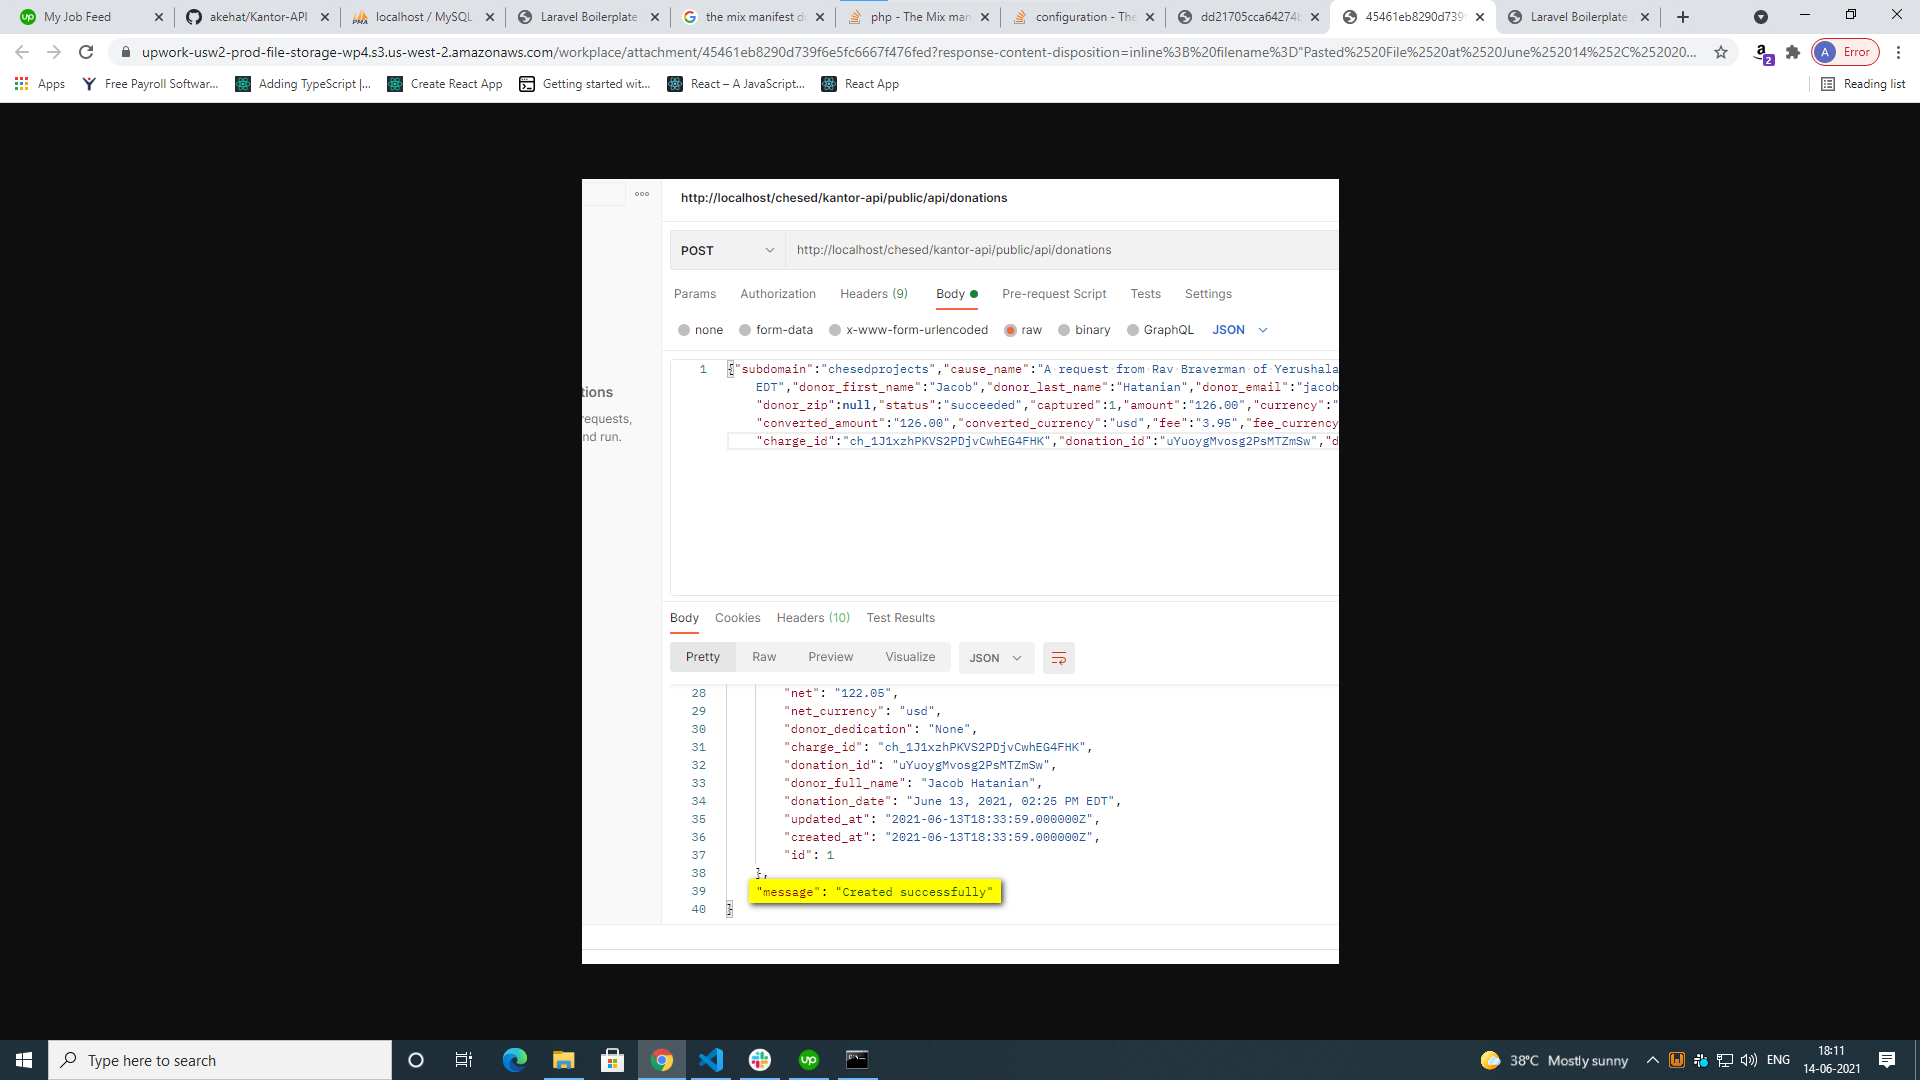 My Job Feed
akehat/Kantor-API
localhost / MySQL
Laravel Boilerplate
the mix manifest d
php - The Mix man
configuration - The
dd21705cca64274b
45461eb8290d739f
Laravel Boilerplate
upwork-usw2-prod-file-storage-wp4.s3.us-west-2.amazonaws.com/workplace/attachment/45461eb8290d739f6e5fc6667f476fed?response-content-disposition=inline%3B%20filename%3D"Pasted%2520File%2520at%2520June%252014%252C%252020...
2
A Error
Apps
Free Payroll Softwar...
Adding TypeScript |...
Create React App
Getting started wit...
React – A JavaScript...
React App
Reading list
http://localhost/chesed/kantor-api/public/api/donations
POST
http://localhost/chesed/kantor-api/public/api/donations
Params Authorization Headers (9) Body Pre-request Script Tests Settings
none form-data x-www-form-urlencoded raw binary GraphQL JSON
1 {"subdomain":"chesedprojects","cause_name":"A request from Rav Braverman of Yerushala
EDT","donor_first_name":"Jacob","donor_last_name":"Hatanian","donor_email":"jacob
"donor_zip":null,"status":"succeeded","captured":1,"amount":"126.00","currency":"
"converted_amount":"126.00","converted_currency":"usd","fee":"3.95","fee_currency
"charge_id":"ch_1J1xzhPKVS2PDjvCwhEG4FHK","donation_id":"uYuoygMvosg2PsMTZmSw","d
tions
requests,
nd run.
Body Cookies Headers (10) Test Results
Pretty Raw Preview Visualize JSON
28 "net": "122.05",
29 "net_currency": "usd",
30 "donor_dedication": "None",
31 "charge_id": "ch_1J1xzhPKVS2PDjvCwhEG4FHK",
32 "donation_id": "uYuoygMvosg2PsMTZmSw",
33 "donor_full_name": "Jacob Hatanian",
34 "donation_date": "June 13, 2021, 02:25 PM EDT",
35 "updated_at": "2021-06-13T18:33:59.000000Z",
36 "created_at": "2021-06-13T18:33:59.000000Z",
37 "id": 1
38 },
39 "message": "Created successfully"
40 }
Type here to search
38°C Mostly sunny
ENG
18:11
14-06-2021